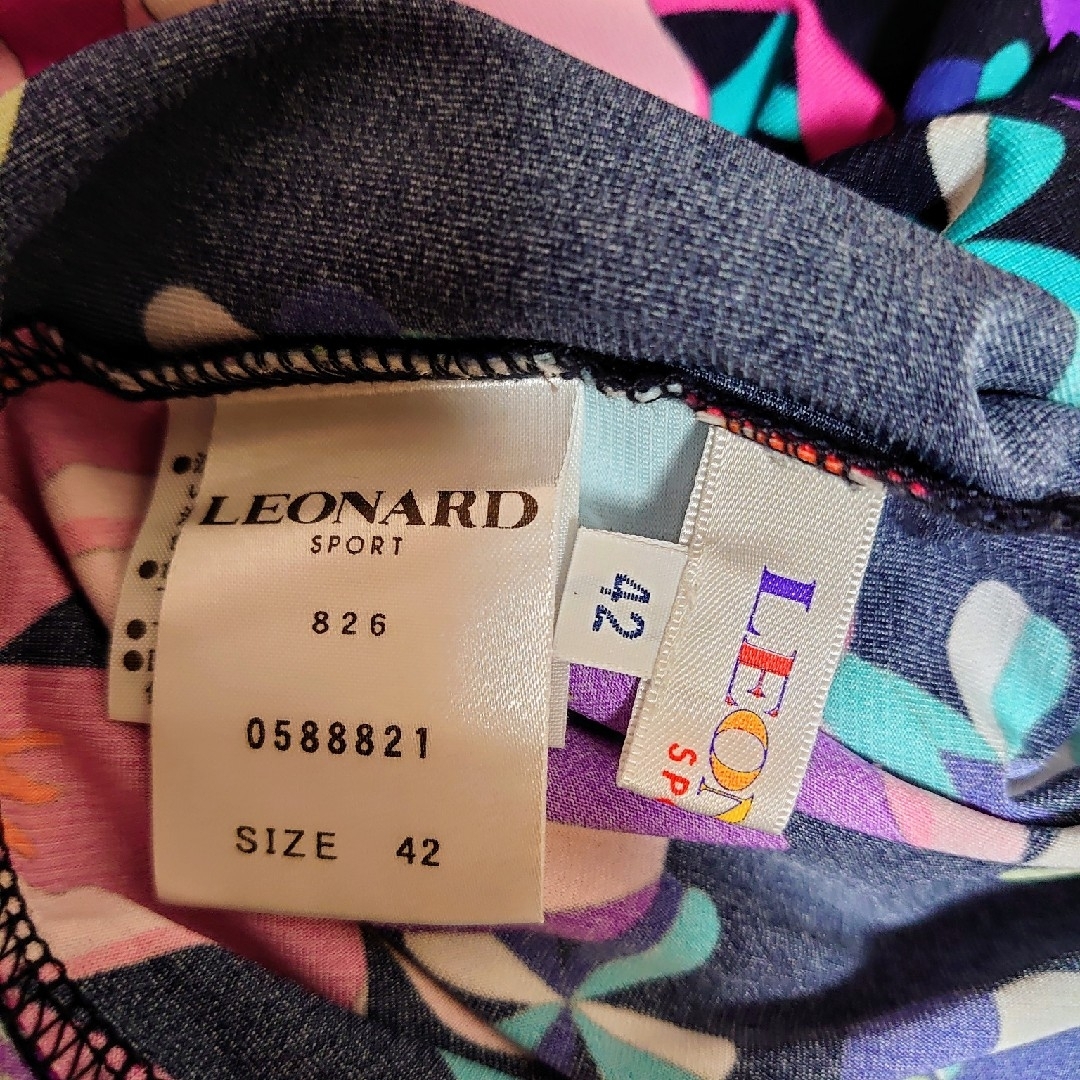 LEONARD
SPORT
826
0588821
SIZE 42
42
LEON
SP